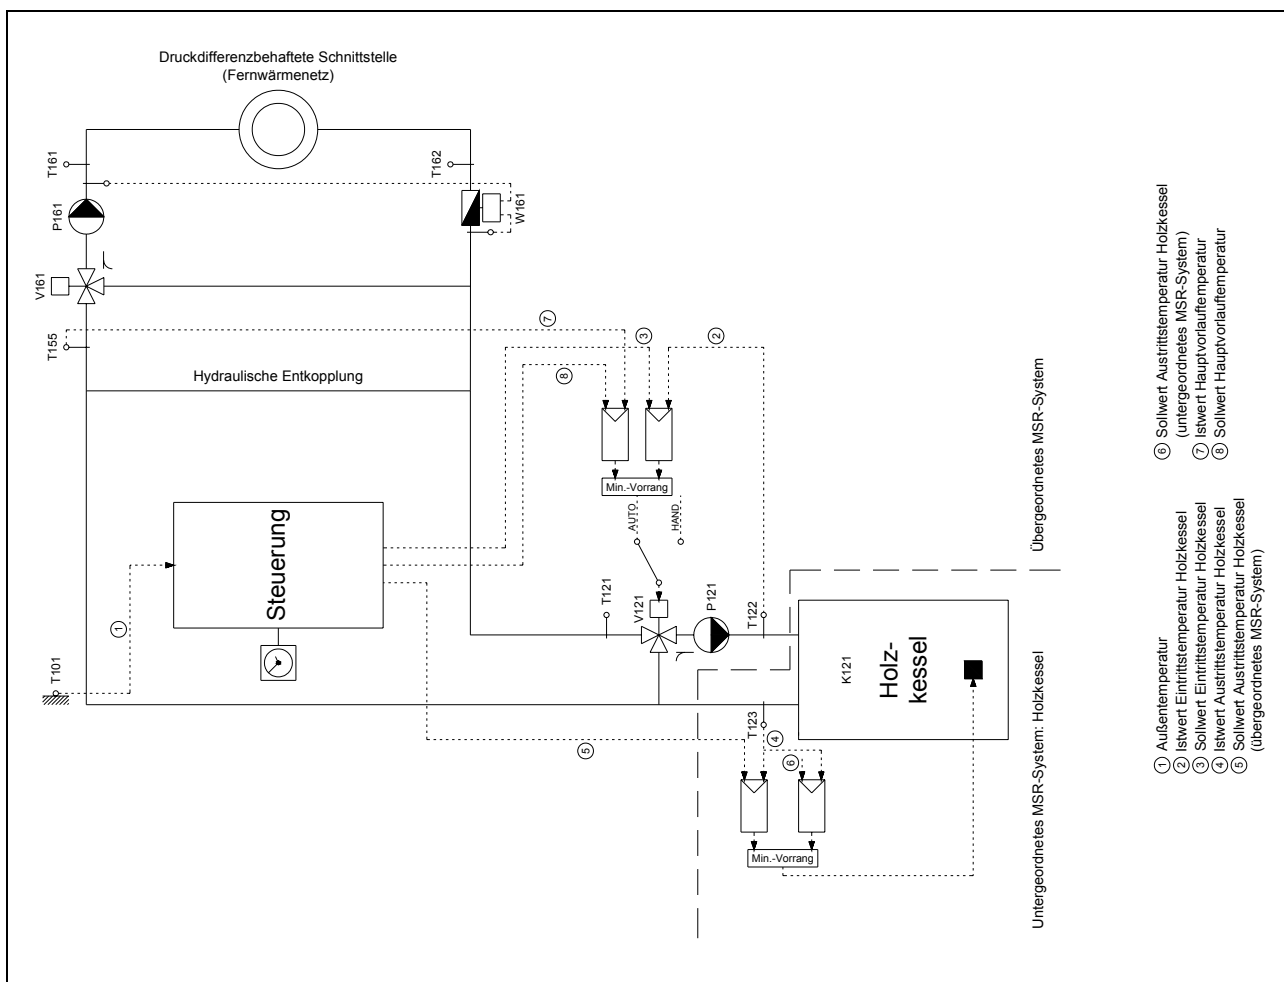 Druckdifferenzbehaftete Schnittstelle
(Fernwärmenetz)
T161
T162
P161
W161
V161
T155
7
3
2
8
Hydraulische Entkopplung
Min.-Vorrang
AUTO
HAND
Steuerung
1
T101
T121
V121
P121
T122
K121
Holz-
kessel
T123
4
5
6
Min.-Vorrang
Übergeordnetes MSR-System
Untergeordnetes MSR-System: Holzkessel
1 Außentemperatur
2 Istwert Eintrittstemperatur Holzkessel
3 Sollwert Eintrittstemperatur Holzkessel
4 Istwert Austrittstemperatur Holzkessel
5 Sollwert Austrittstemperatur Holzkessel
(übergeordnetes MSR-System)
6 Sollwert Austrittstemperatur Holzkessel
(untergeordnetes MSR-System)
7 Istwert Hauptvorlauftemperatur
8 Sollwert Hauptvorlauftemperatur